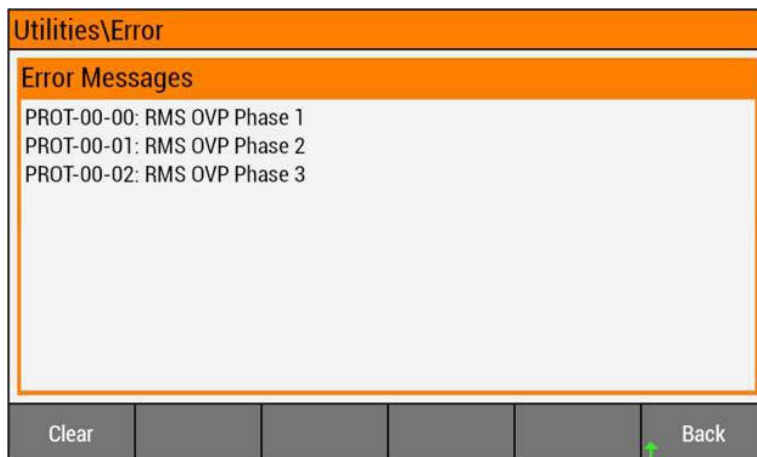 Utilities\Error
Error Messages
PROT-00-00: RMS OVP Phase 1
PROT-00-01: RMS OVP Phase 2
PROT-00-02: RMS OVP Phase 3
Clear
Back